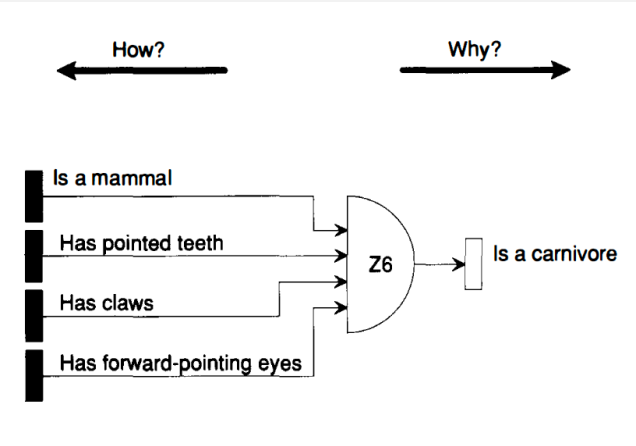 How?
Why?
Is a mammal
Has pointed teeth
Has claws
Has forward-pointing eyes
Z6
Is a carnivore